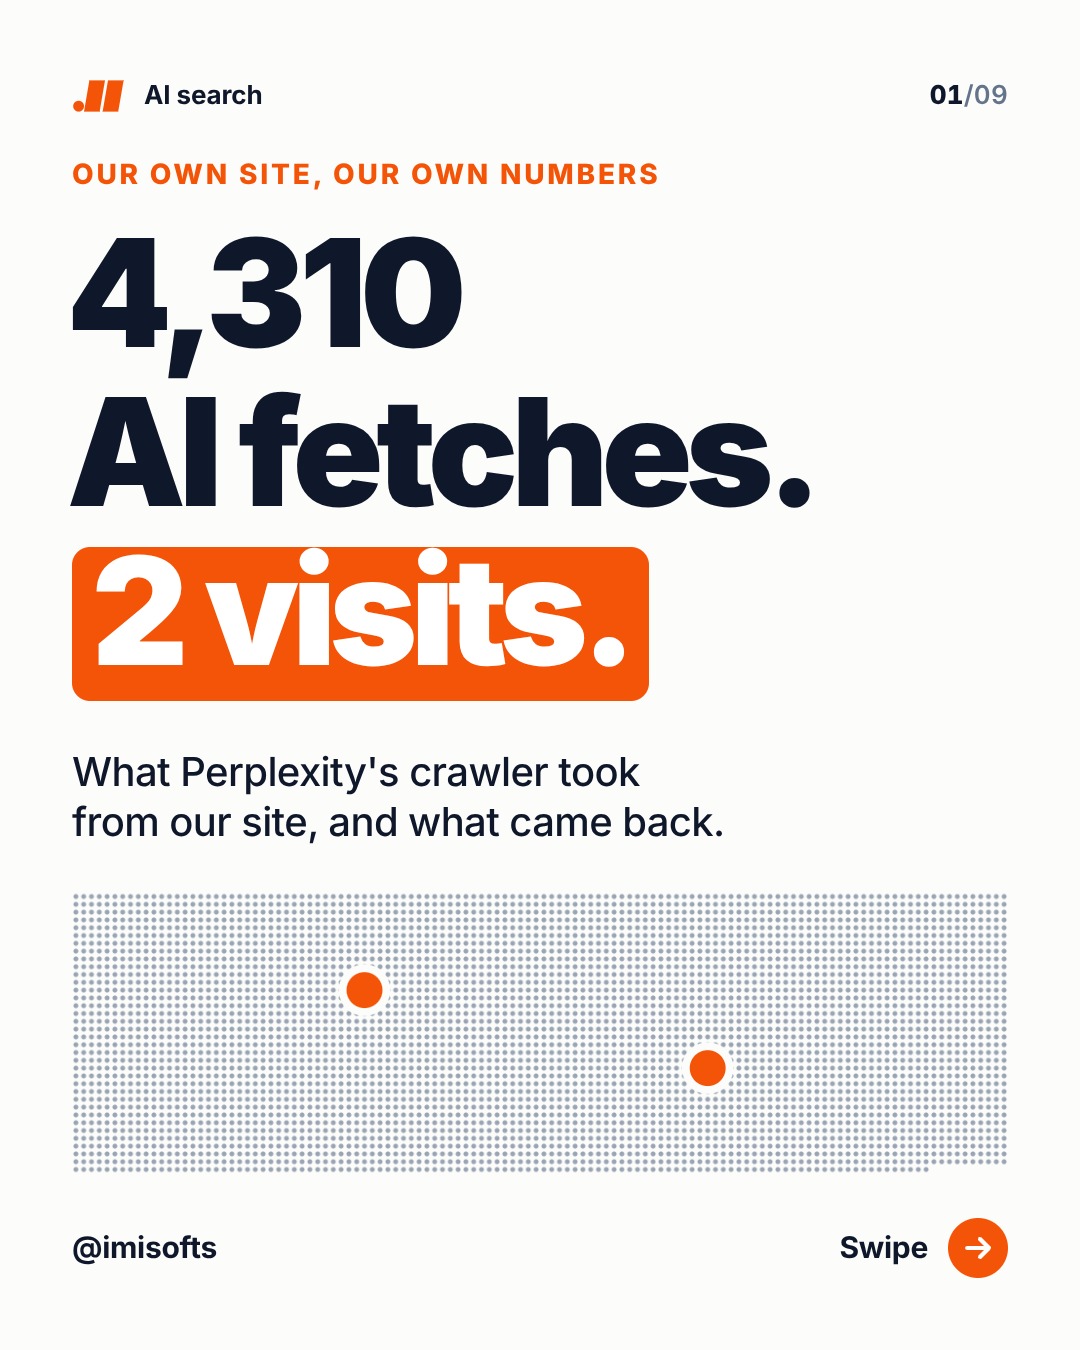 AI search
01/09
OUR OWN SITE, OUR OWN NUMBERS
4,310
AI fetches.
2 visits.
What Perplexity's crawler took
from our site, and what came back.
@imisofts
Swipe